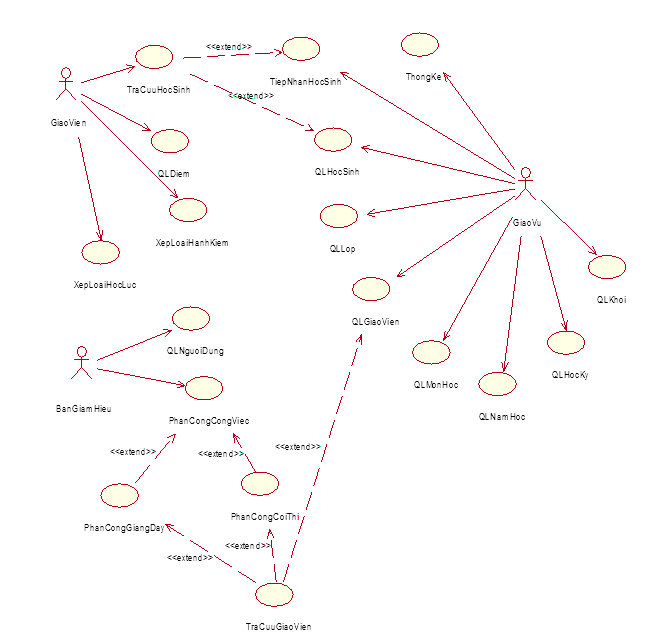 <<extend>>
TiepNhanHocSinh
ThongKe
TraCuuHocSinh
<<extend>>
GiaoVien
QLDiem
QLHocSinh
GiaoVu
XepLoaiHanhKiem
QLLop
XepLoaiHocLuc
QLKhoi
QLGiaoVien
QLNguoiDung
QLHocKy
QLMonHoc
BanGiamHieu
PhanCongCongViec
QLNamHoc
<<extend>>
<<extend>>
<<extend>>
PhanCongGiangDay
PhanCongCoiThi
<<extend>>
<<extend>>
TraCuuGiaoVien